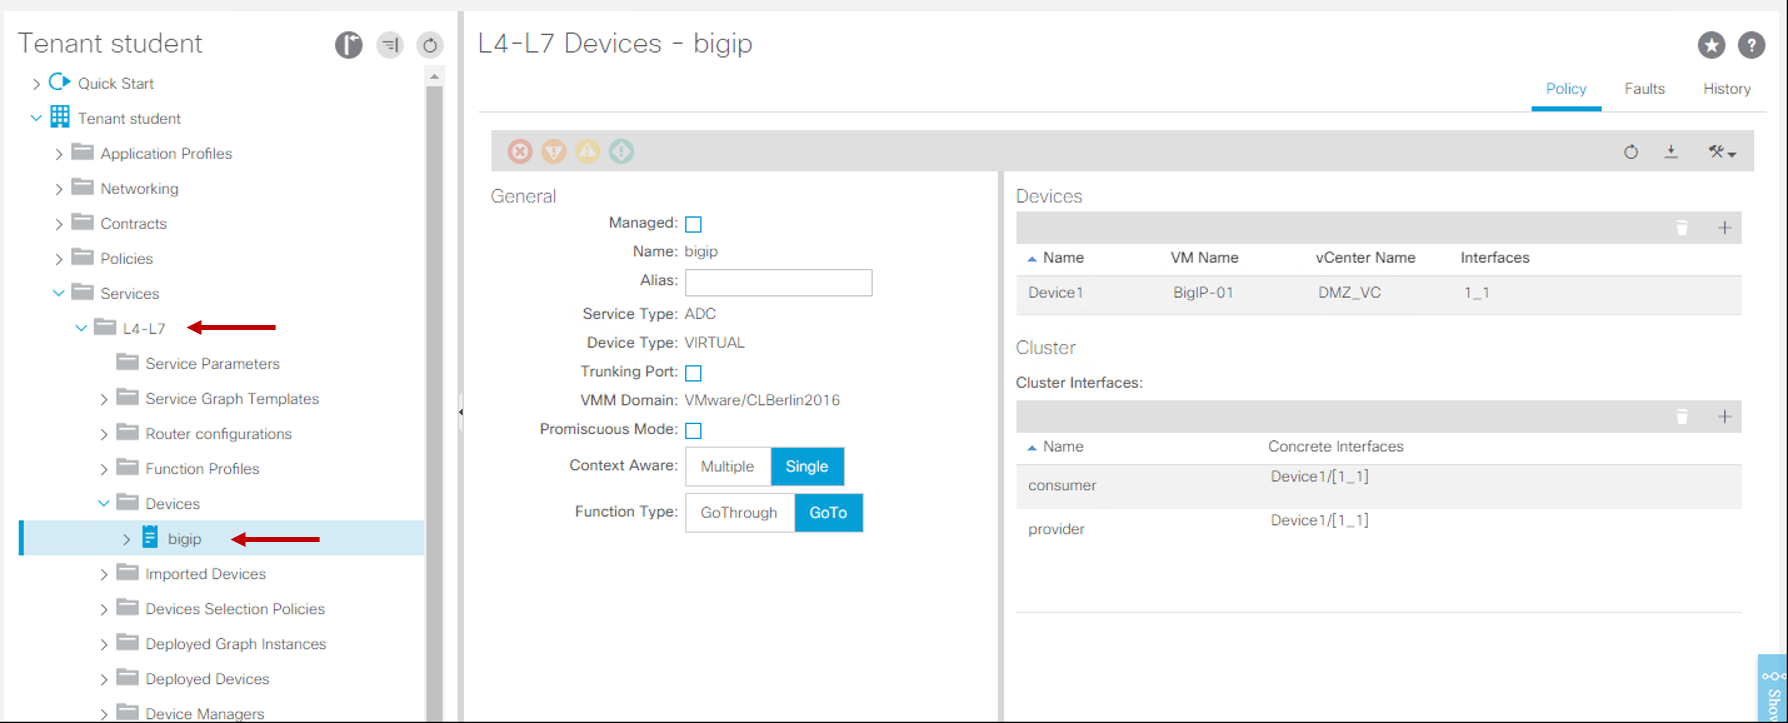 Tenant student
Quick Start
Tenant student
Application Profiles
Networking
Contracts
Policies
Services
L4-L7
Service Parameters
Service Graph Templates
Router configurations
Function Profiles
Devices
bigip
Imported Devices
Devices Selection Policies
Deployed Graph Instances
Deployed Devices
Device Managers
L4-L7 Devices - bigip
Policy Faults History
General
Managed:
Name: bigip
Alias:
Service Type: ADC
Device Type: VIRTUAL
Trunking Port:
VMM Domain: VMware/CLBerlin2016
Promiscuous Mode:
Context Aware: Multiple Single
Function Type: GoThrough GoTo
Devices
Name VM Name vCenter Name Interfaces
Device1 BigIP-01 DMZ_VC 1_1
Cluster
Cluster Interfaces:
Name Concrete Interfaces
consumer Device1/[1_1]
provider Device1/[1_1]